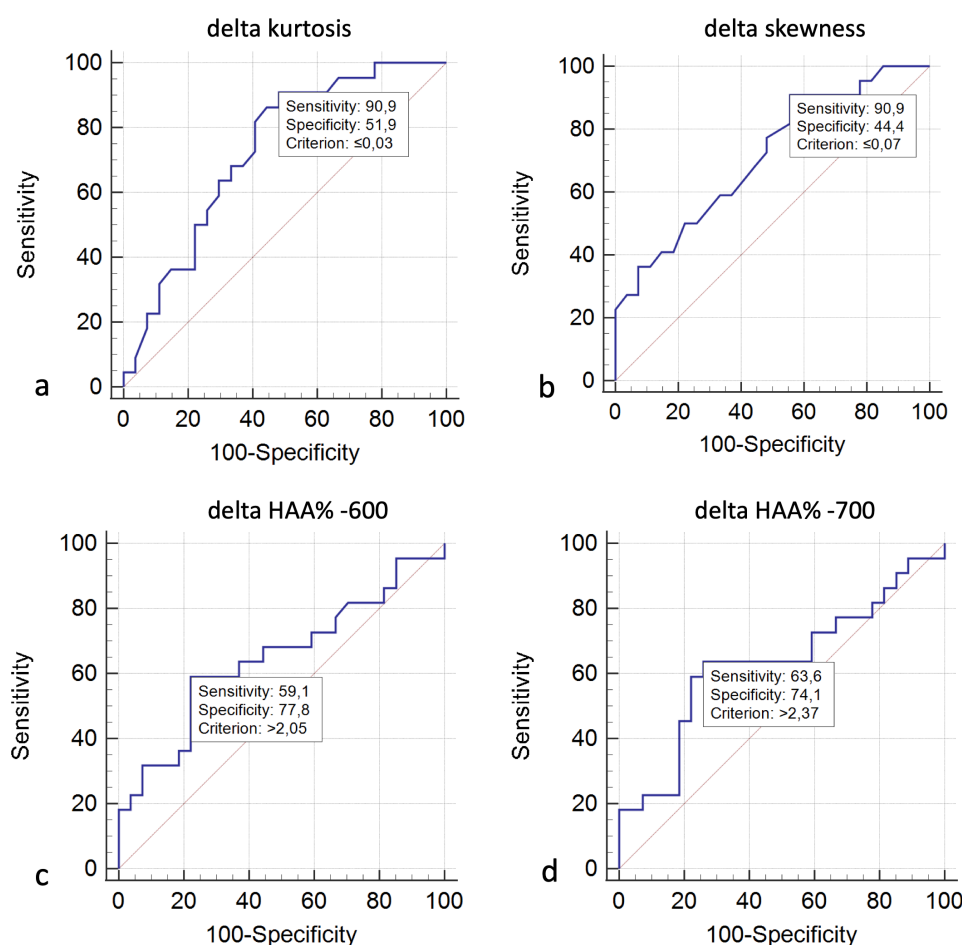 delta kurtosis
100
80
60
40
20
0
Sensitivity
Sensitivity: 90,9
Specificity: 51,9
Criterion: ≤0,03
0 20 40 60 80 100
100-Specificity
a
delta skewness
100
80
60
40
20
0
Sensitivity
Sensitivity: 90,9
Specificity: 44,4
Criterion: ≤0,07
0 20 40 60 80 100
100-Specificity
b
delta HAA% -600
100
80
60
40
20
0
Sensitivity
Sensitivity: 59,1
Specificity: 77,8
Criterion: >2,05
0 20 40 60 80 100
100-Specificity
c
delta HAA% -700
100
80
60
40
20
0
Sensitivity
Sensitivity: 63,6
Specificity: 74,1
Criterion: >2,37
0 20 40 60 80 100
100-Specificity
d